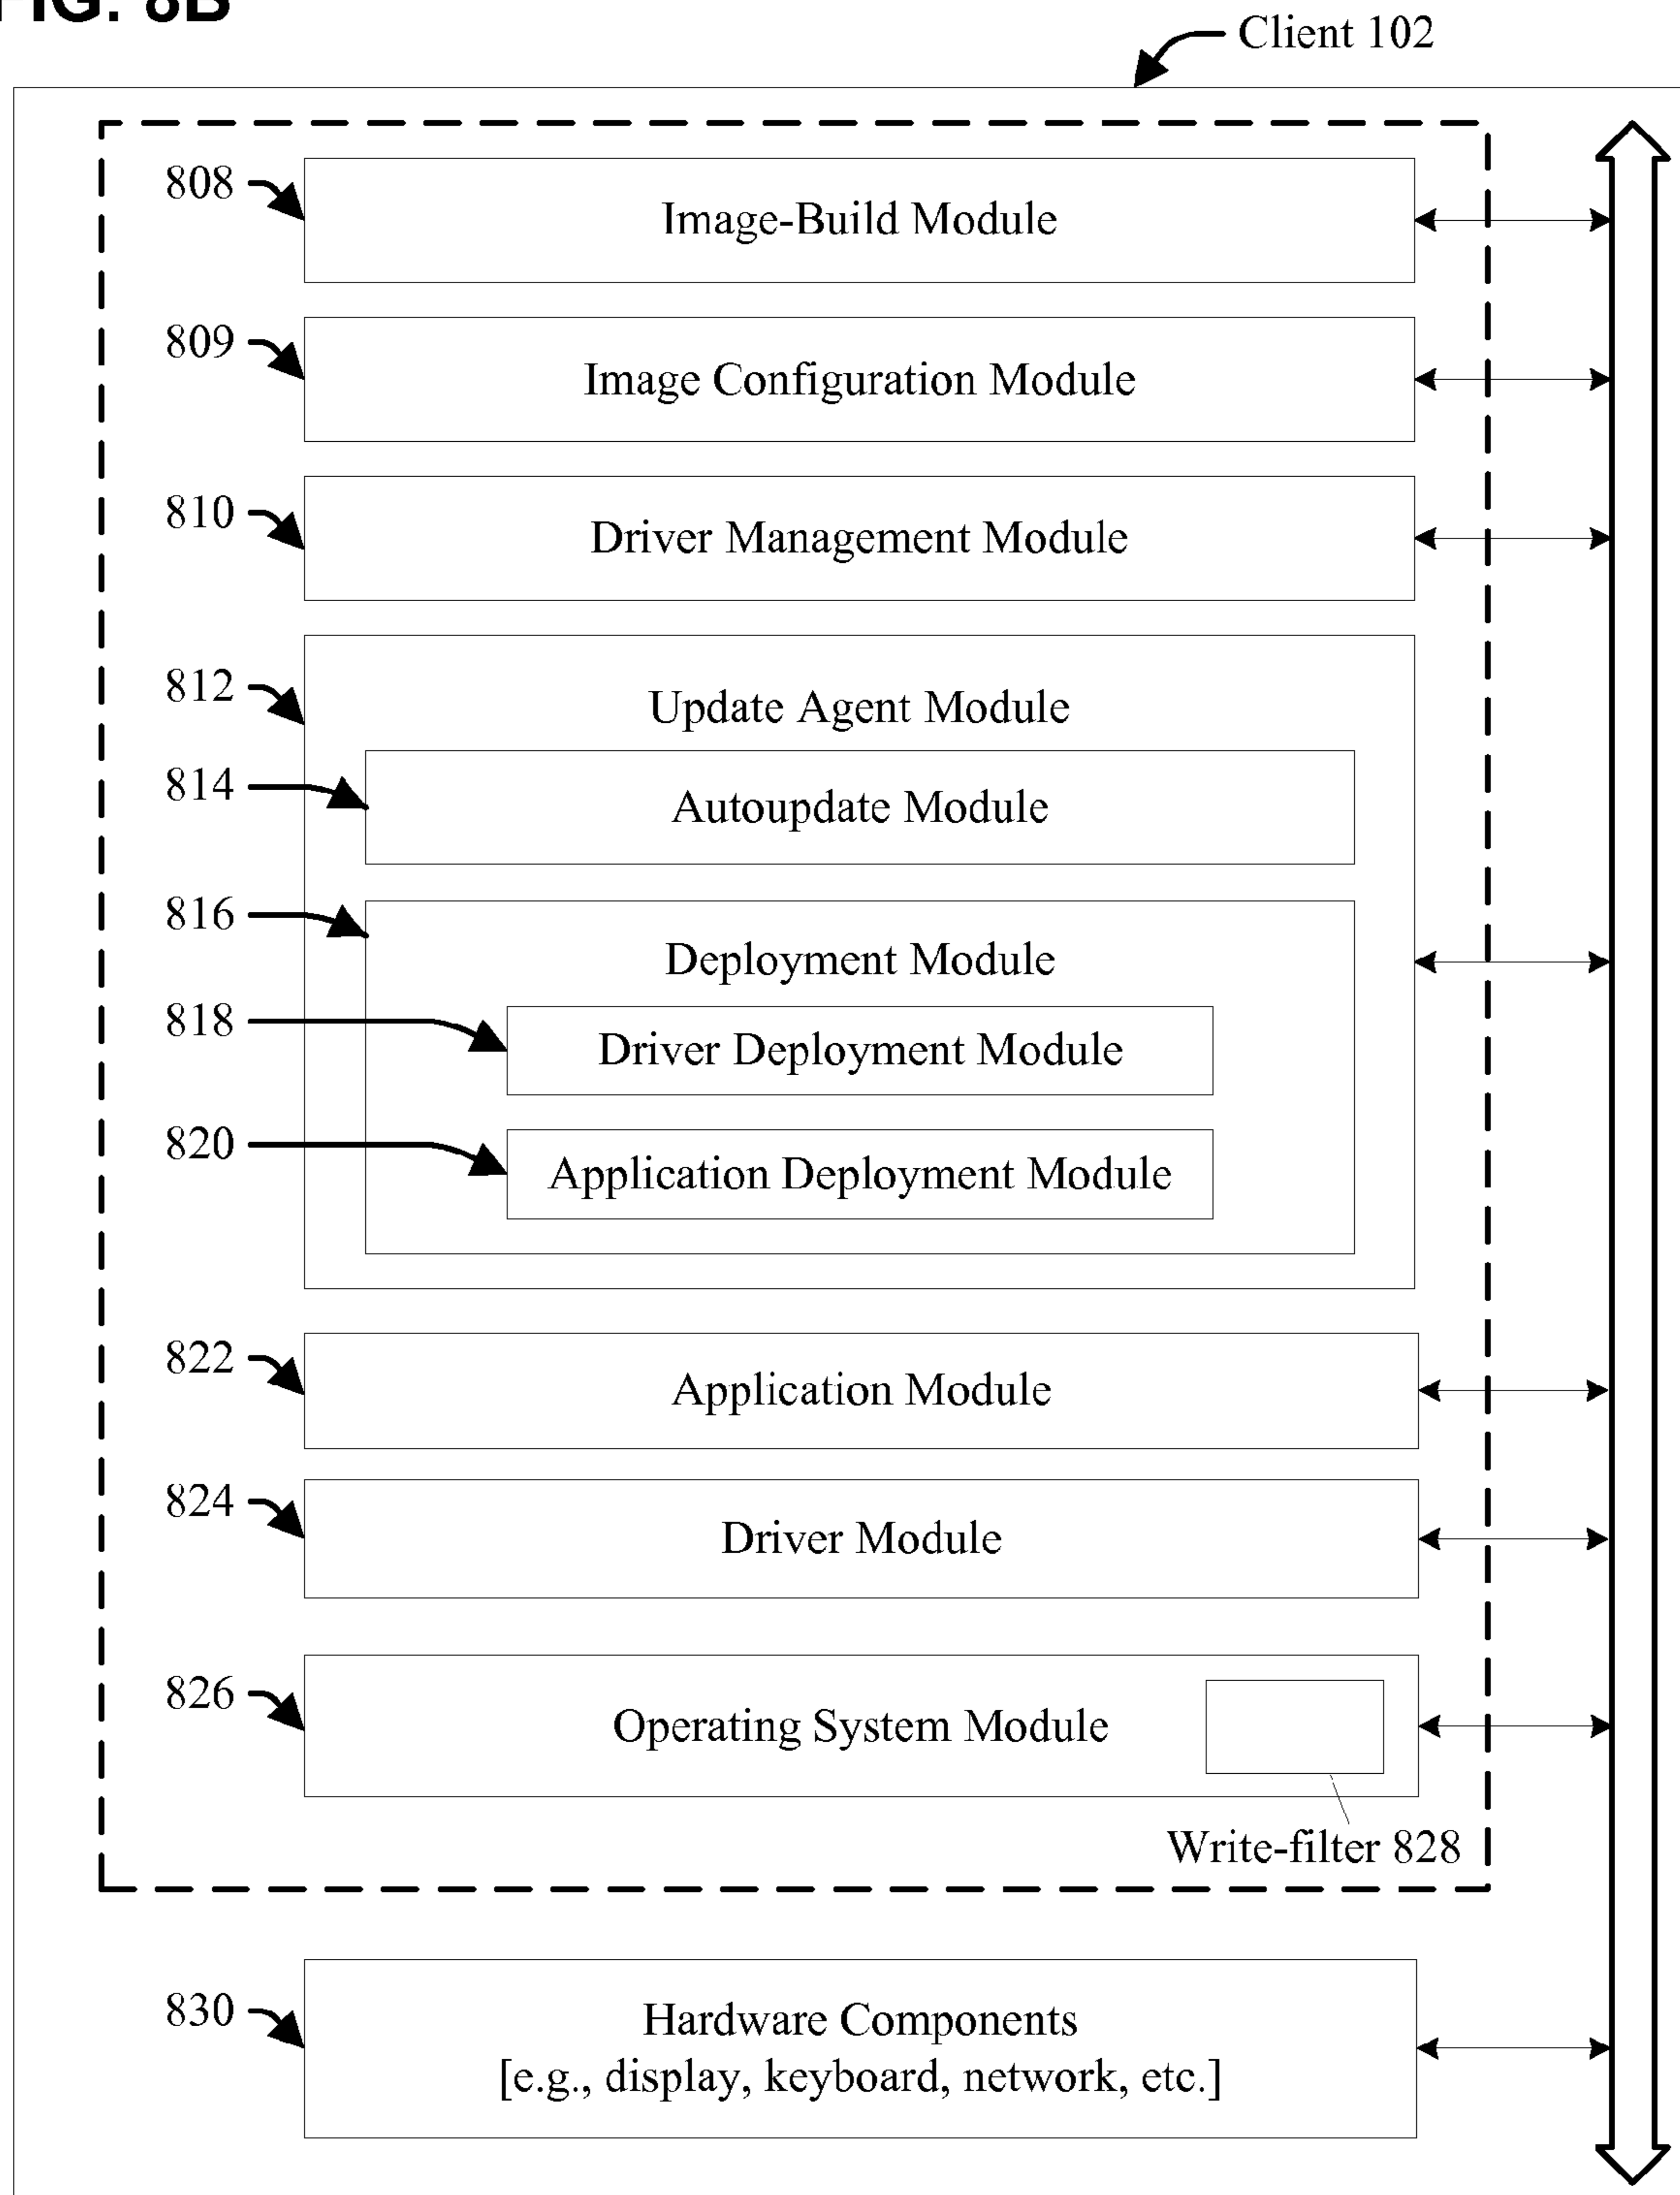 FIG. 8B
Client 102
808
Image-Build Module
809
Image Configuration Module
810
Driver Management Module
812
Update Agent Module
814
Autoupdate Module
816
Deployment Module
818
Driver Deployment Module
820
Application Deployment Module
822
Application Module
824
Driver Module
826
Operating System Module
Write-filter 828
830
Hardware Components
[e.g., display, keyboard, network, etc.]